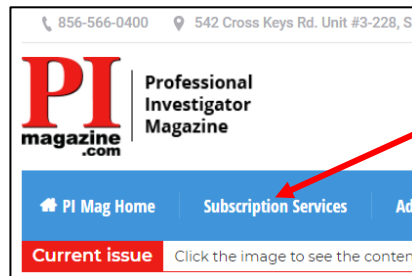 856-566-0400 542 Cross Keys Rd. Unit #3-228, S
PI
magazine
.com
Professional
Investigator
Magazine
PI Mag Home Subscription Services Ad
Current issue Click the image to see the conten